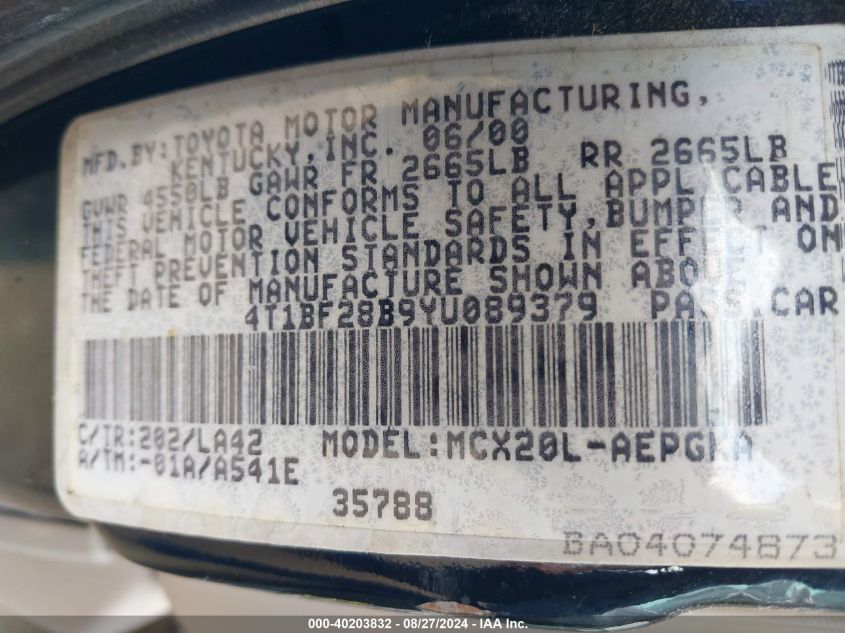 MFD.BY:TOYOTA MOTOR MANUFACTURING,
KENTUCKY,INC. 06/00
GVWR 4550LB GAWR FR 2665LB RR 2665LB
THIS VEHICLE CONFORMS TO ALL APPL CABLE
FEDERAL MOTOR VEHICLE SAFETY,BUMPER AND
THEFT PREVENTION STANDARDS IN EFFECT ON
THE DATE OF MANUFACTURE SHOWN ABOVE
4T1BF28B9YU089379 PASS.CAR
C/TR:202/LA42 MODEL:MCX20L-AEPGKA
A/TM:-01A/A541E
35788
BA04074873
000-40203832 - 08/27/2024 - IAA Inc.